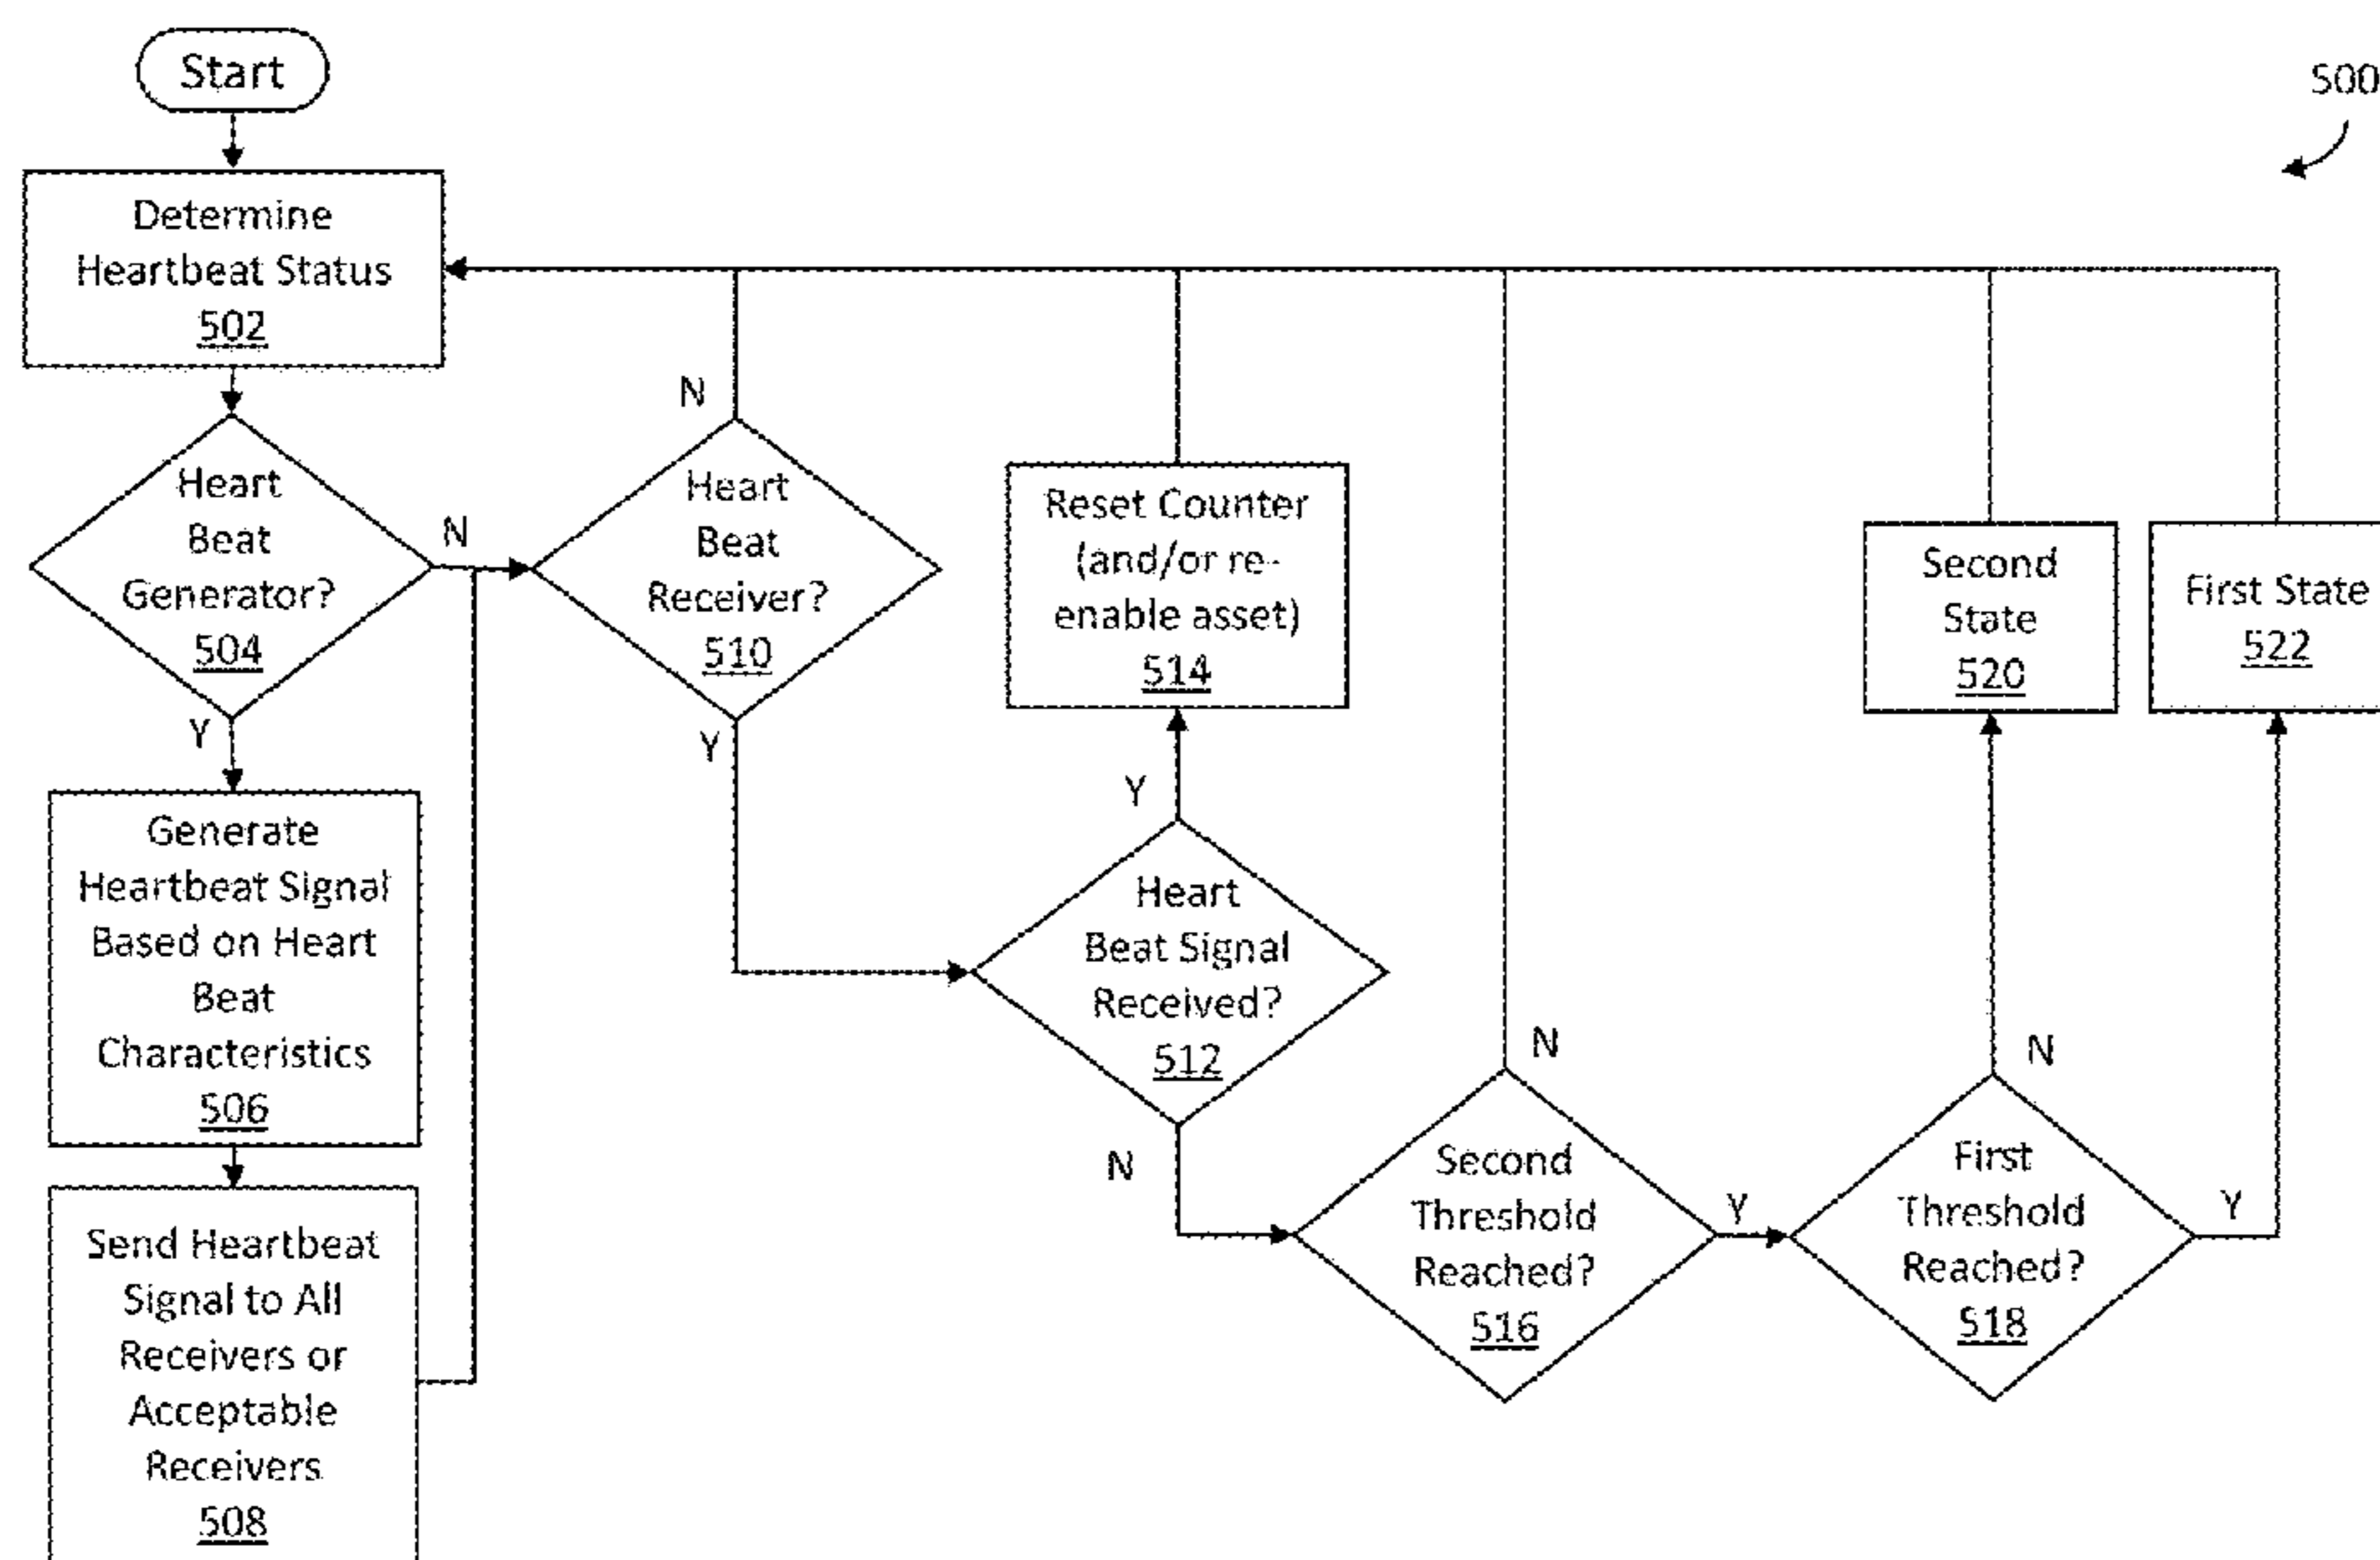 Start
500
Determine
Heartbeat Status
502
Heart
Beat
Generator?
504
N
Y
Generate
Heartbeat Signal
Based on Heart
Beat
Characteristics
506
Send Heartbeat
Signal to All
Receivers or
Acceptable
Receivers
508
N
Heart
Beat
Receiver?
510
Y
Reset Counter
(and/or re-
enable asset)
514
Y
Heart
Beat Signal
Received?
512
N
N
Second
Threshold
Reached?
516
Y
Second
State
520
N
First
Threshold
Reached?
518
Y
First State
522